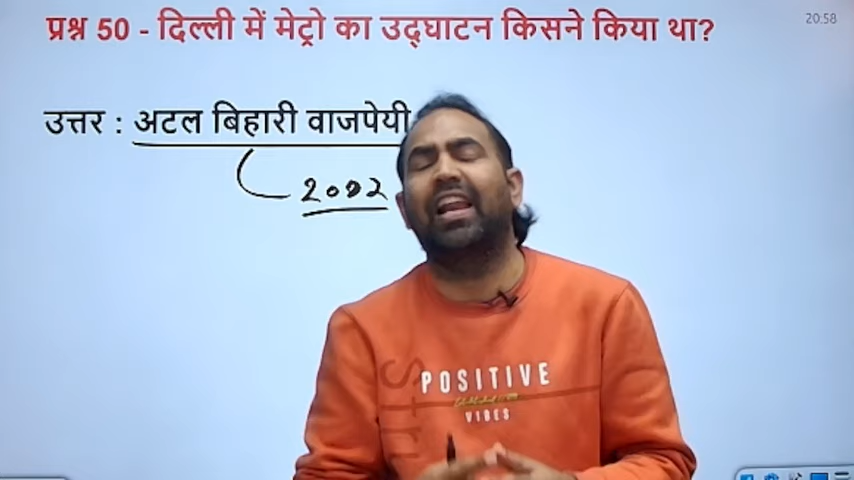 20:58
प्रश्न 50 - दिल्ली में मेट्रो का उद्घाटन किसने किया था?
उत्तर : अटल बिहारी वाजपेयी
2002
POSITIVE
VIBES